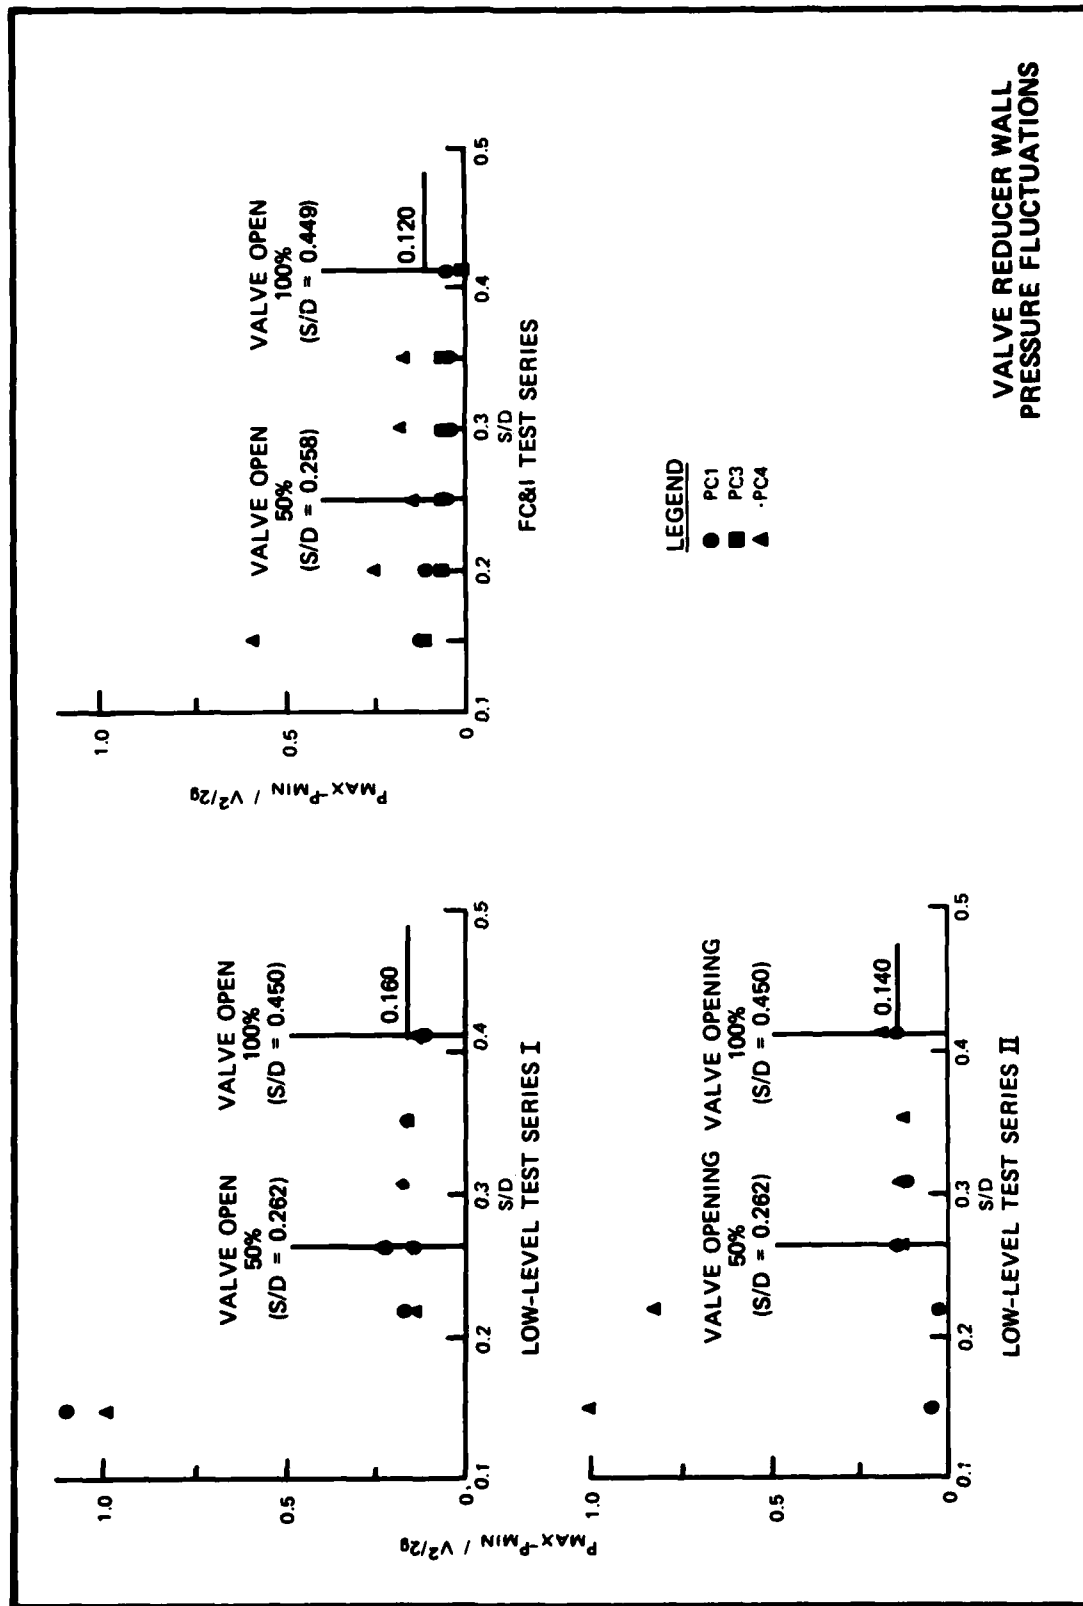 1.0
0.5
0.
P MAX-P MIN / V²/2g
VALVE OPEN
50%
(S/D = 0.262)
VALVE OPEN
100%
(S/D = 0.450)
0.160
0.1
0.2
0.3
0.4
0.5
S/D
LOW-LEVEL TEST SERIES I
1.0
0.5
0
P MAX-P MIN / V²/2g
VALVE OPEN
50%
(S/D = 0.258)
VALVE OPEN
100%
(S/D = 0.449)
0.120
0.1
0.2
0.3
0.4
0.5
S/D
FC&I TEST SERIES
1.0
0.5
0
VALVE OPENING
50%
(S/D = 0.262)
VALVE OPENING
100%
(S/D = 0.450)
0.140
0.1
0.2
0.3
0.4
0.5
S/D
LOW-LEVEL TEST SERIES II
LEGEND
PC1
PC3
.PC4
VALVE REDUCER WALL
PRESSURE FLUCTUATIONS